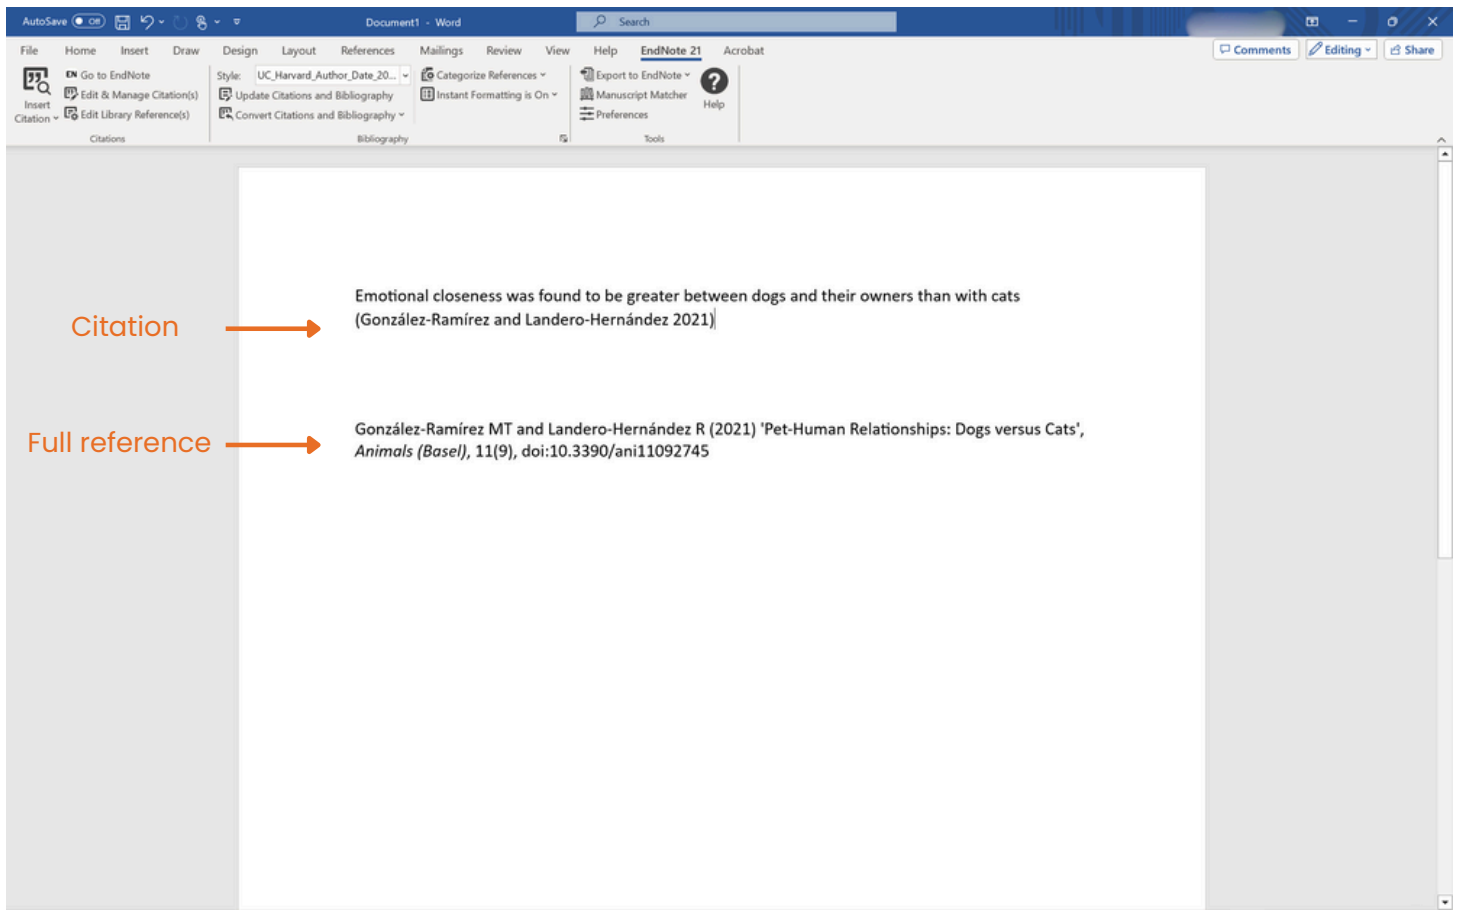 AutoSave Off Document1 - Word Search
File Home Insert Draw Design Layout References Mailings Review View Help EndNote 21 Acrobat Comments Editing Share
Insert Citation
EN Go to EndNote
Edit & Manage Citation(s)
Edit Library Reference(s)
Citations
Style: UC_Harvard_Author_Date_20...
Update Citations and Bibliography
Convert Citations and Bibliography
Categorize References
Instant Formatting is On
Bibliography
Export to EndNote
Manuscript Matcher
Preferences
Help
Tools
Emotional closeness was found to be greater between dogs and their owners than with cats
Citation
(González-Ramírez and Landero-Hernández 2021)
Full reference
González-Ramírez MT and Landero-Hernández R (2021) 'Pet-Human Relationships: Dogs versus Cats',
Animals (Basel), 11(9), doi:10.3390/ani11092745